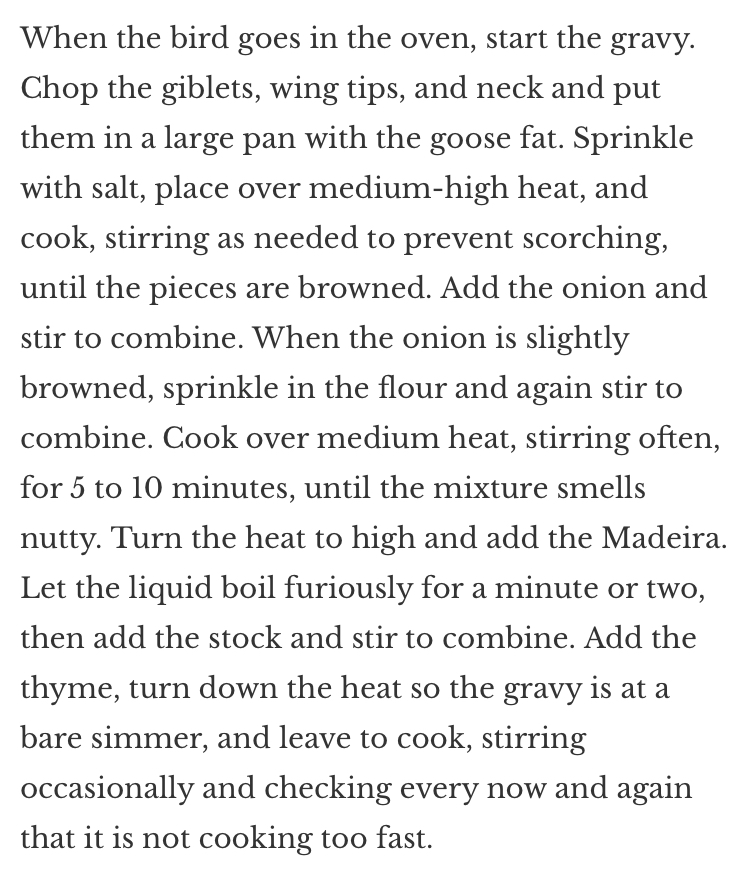 When the bird goes in the oven, start the gravy.
Chop the giblets, wing tips, and neck and put
them in a large pan with the goose fat. Sprinkle
with salt, place over medium-high heat, and
cook, stirring as needed to prevent scorching,
until the pieces are browned. Add the onion and
stir to combine. When the onion is slightly
browned, sprinkle in the flour and again stir to
combine. Cook over medium heat, stirring often,
for 5 to 10 minutes, until the mixture smells
nutty. Turn the heat to high and add the Madeira.
Let the liquid boil furiously for a minute or two,
then add the stock and stir to combine. Add the
thyme, turn down the heat so the gravy is at a
bare simmer, and leave to cook, stirring
occasionally and checking every now and again
that it is not cooking too fast.